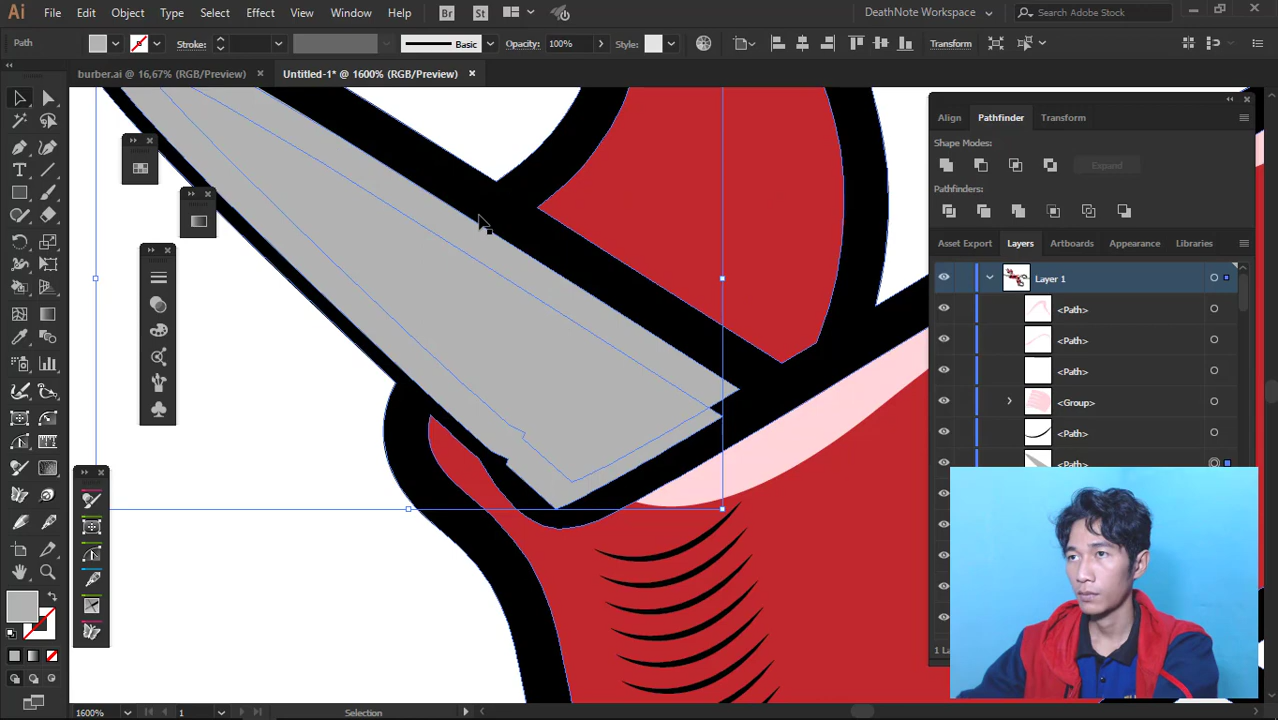 Ai File Edit Object Type Select Effect View Window Help Br St DeathNote Workspace Search Adobe Stock
Path Stroke: Basic Opacity: 100% Style: Transform
burber.ai @ 16,67% (RGB/Preview) × Untitled-1* @ 1600% (RGB/Preview) ×
Align Pathfinder Transform
Shape Modes:
Expand
Pathfinders:
Asset Export Layers Artboards Appearance Libraries
Layer 1
<Path>
<Path>
<Path>
<Group>
<Path>
<Path>
1600% 1 Selection